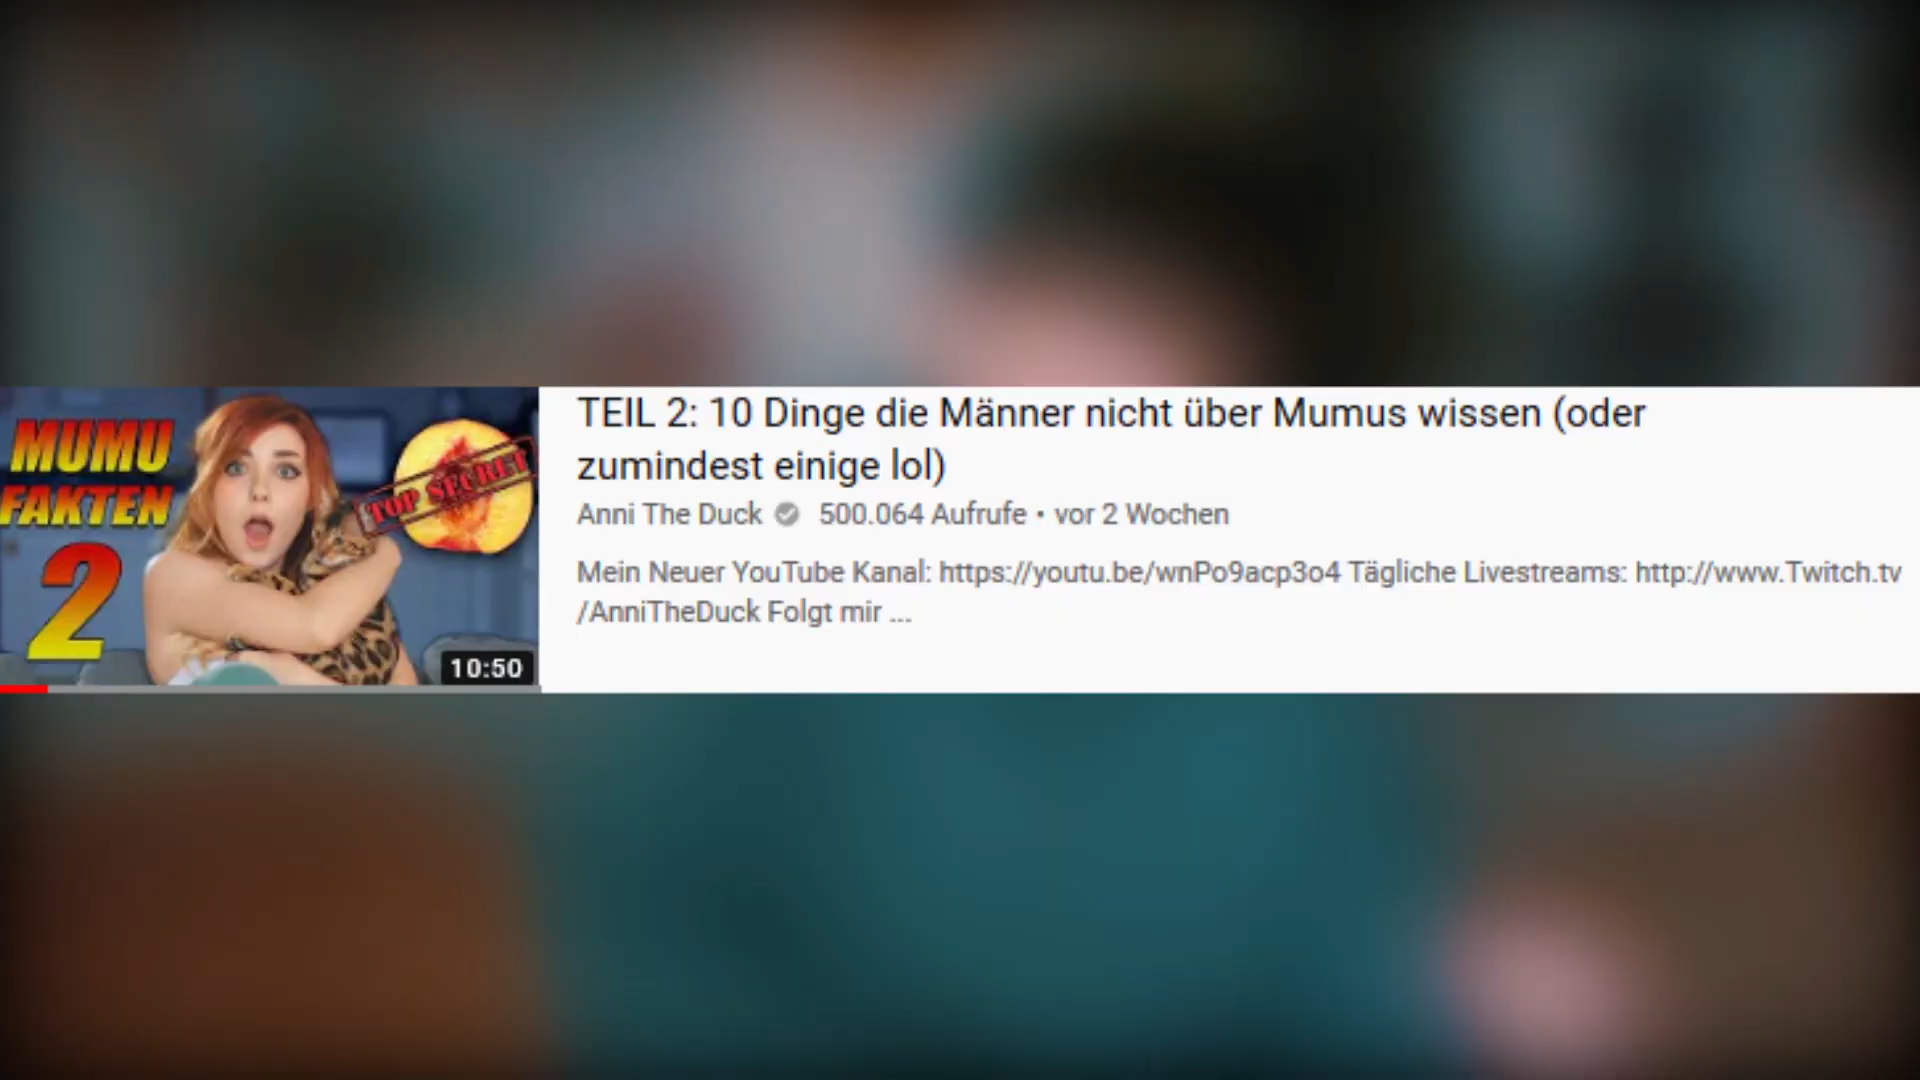 MUMU
FAKTEN
2
TOP SECRET
10:50
TEIL 2: 10 Dinge die Männer nicht über Mumus wissen (oder
zumindest einige lol)
Anni The Duck 500.064 Aufrufe • vor 2 Wochen
Mein Neuer YouTube Kanal: https://youtu.be/wnPo9acp3o4 Tägliche Livestreams: http://www.Twitch.tv
/AnniTheDuck Folgt mir ...